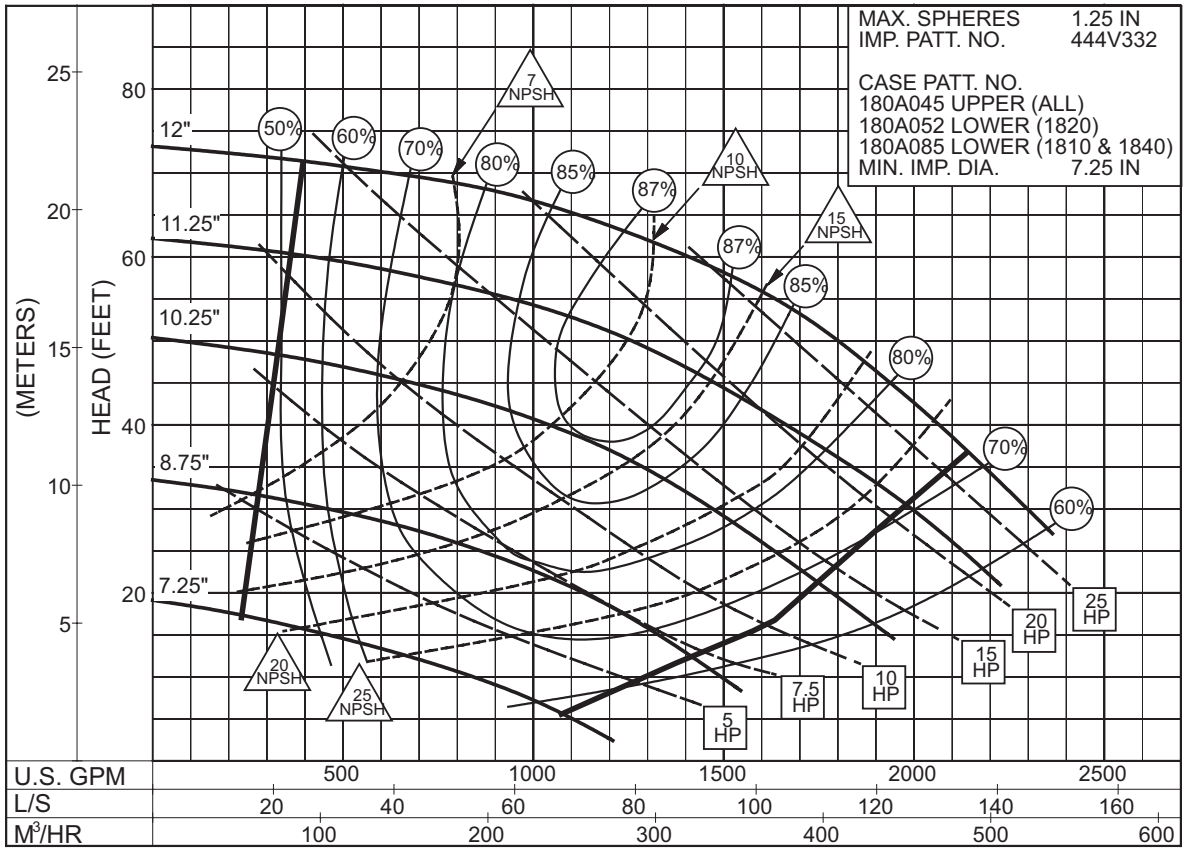 MAX. SPHERES 1.25 IN
IMP. PATT. NO. 444V332
CASE PATT. NO.
180A045 UPPER (ALL)
180A052 LOWER (1820)
180A085 LOWER (1810 & 1840)
MIN. IMP. DIA. 7.25 IN
(METERS)
HEAD (FEET)
25
20
15
10
5
80
60
40
20
12"
11.25"
10.25"
8.75"
7.25"
50%
60%
70%
80%
85%
87%
87%
85%
80%
70%
60%
7
NPSH
10
NPSH
15
NPSH
20
NPSH
25
NPSH
5
HP
7.5
HP
10
HP
15
HP
20
HP
25
HP
U.S. GPM 500 1000 1500 2000 2500
L/S 20 40 60 80 100 120 140 160
M³/HR 100 200 300 400 500 600